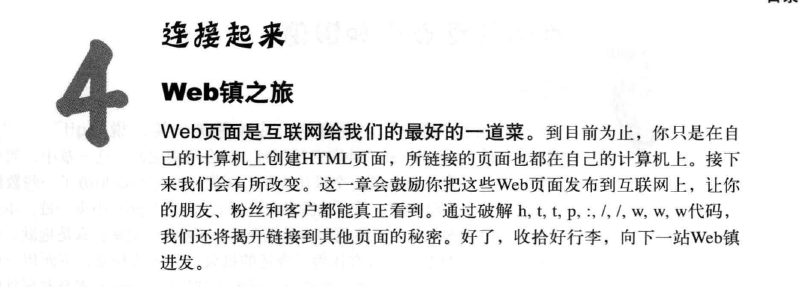 4
连接起来
Web镇之旅
Web页面是互联网给我们的最好的一道菜。到目前为止，你只是在自
己的计算机上创建HTML页面，所链接的页面也都在自己的计算机上。接下
来我们会有所改变。这一章会鼓励你把这些Web页面发布到互联网上，让你
的朋友、粉丝和客户都能真正看到。通过破解 h, t, t, p, :, /, /, w, w, w代码，
我们还将揭开链接到其他页面的秘密。好了，收拾好行李，向下一站Web镇
进发。